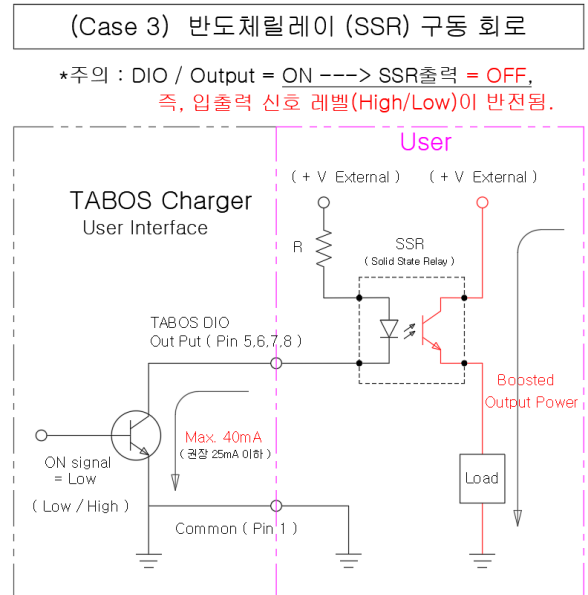 (Case 3) 반도체릴레이 (SSR) 구동 회로
*주의 : DIO / Output = ON ---> SSR출력 = OFF,
즉, 입출력 신호 레벨(High/Low)이 반전됨.
User
TABOS Charger
User Interface
( + V External )
( + V External )
R
SSR
( Solid State Relay )
TABOS DIO
Out Put ( Pin 5,6,7,8 )
Boosted
Output Power
Max. 40mA
( 권장 25mA 이하 )
ON signal
= Low
( Low / High )
Load
Common ( Pin 1 )